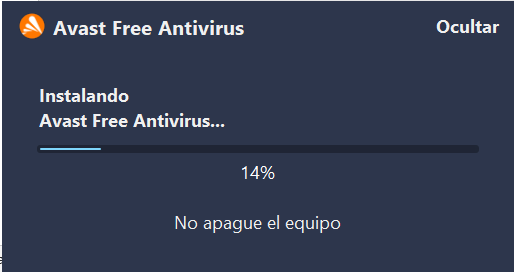 Avast Free Antivirus
Ocultar
Instalando
Avast Free Antivirus...
14%
No apague el equipo